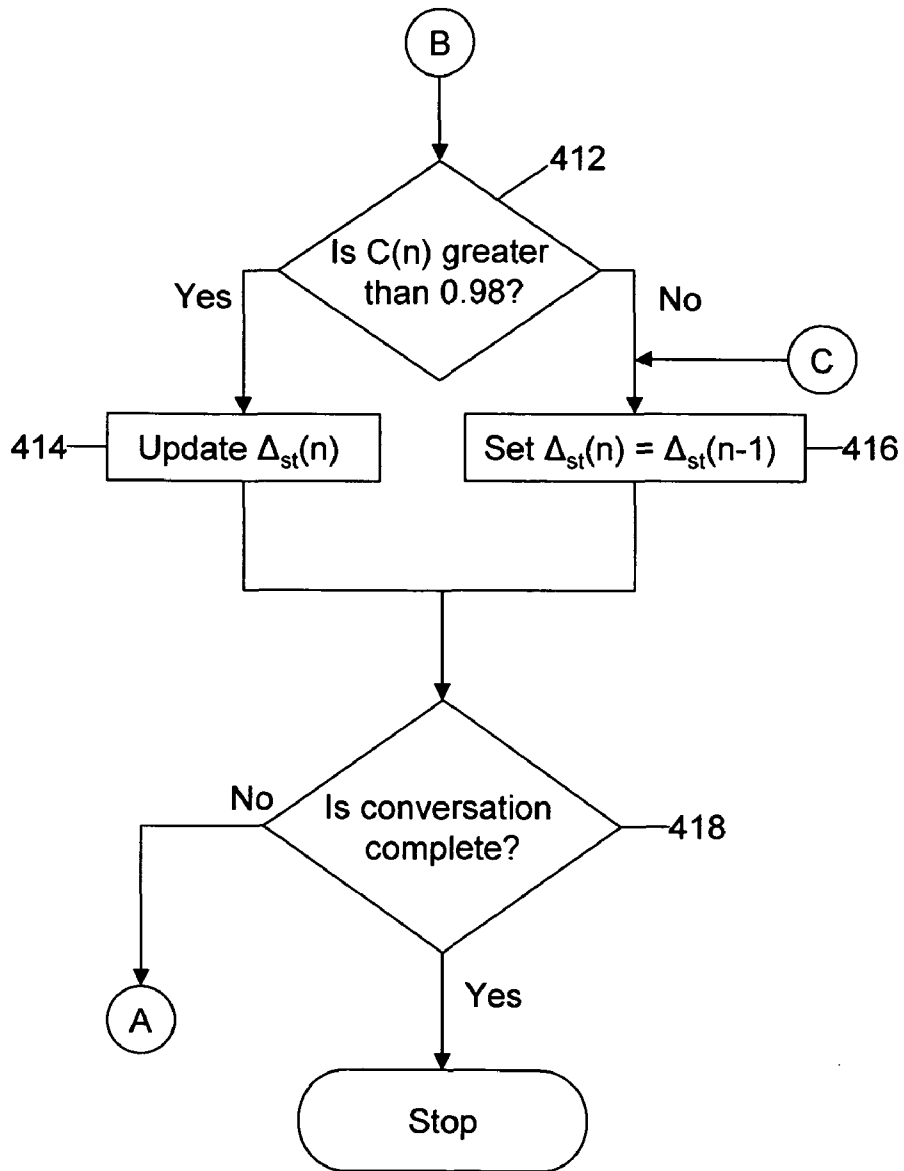 B
412
Is C(n) greater
than 0.98?
Yes
No
C
414
Update Δst(n)
Set Δst(n) = Δst(n-1)
416
No
Is conversation
complete?
418
A
Yes
Stop